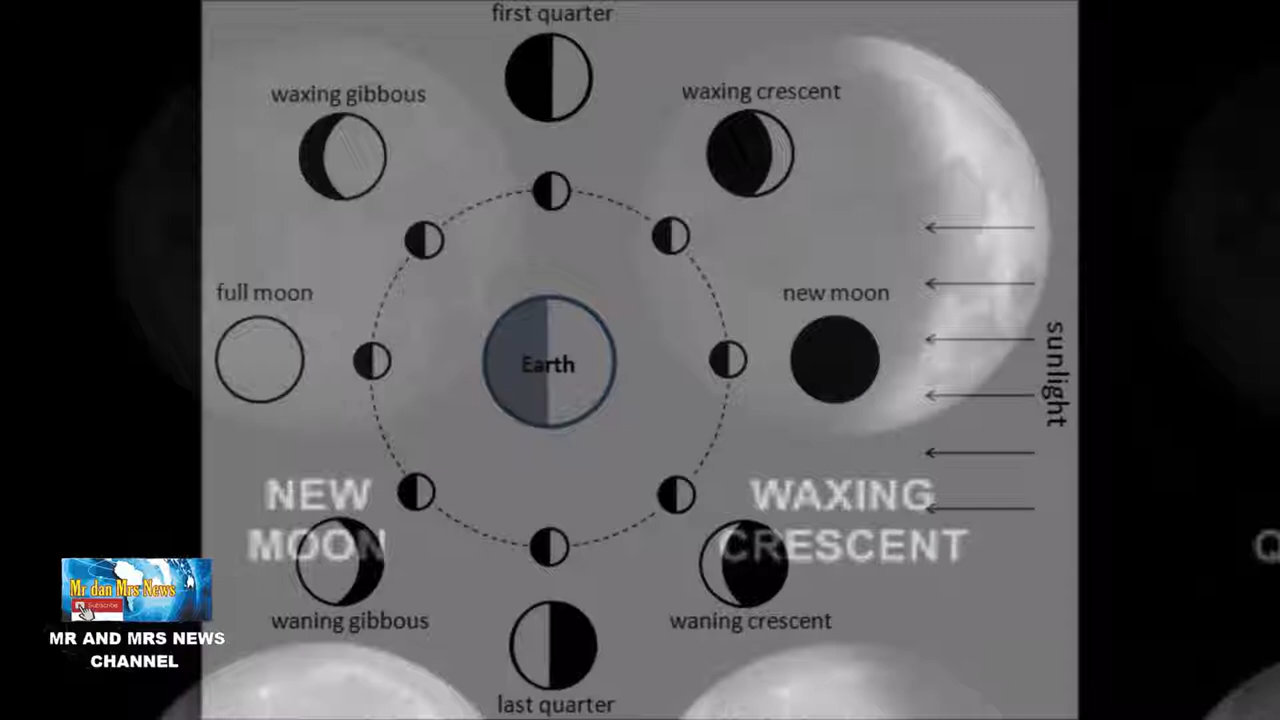 first quarter
waxing gibbous
waxing crescent
full moon
new moon
Earth
sunlight
NEW
MOON
WAXING
CRESCENT
Q
waning gibbous
waning crescent
last quarter
Mr dan Mrs News
Subscribe
MR AND MRS NEWS
CHANNEL